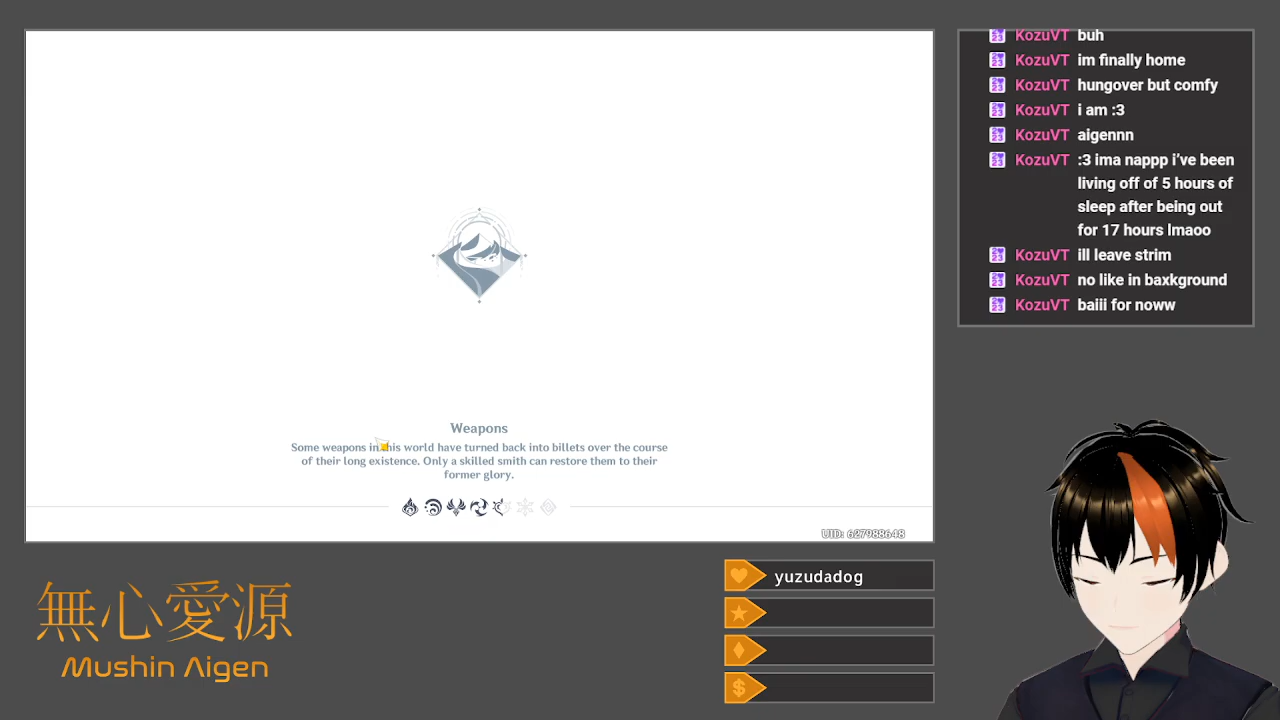 KozuVT buh
KozuVT im finally home
KozuVT hungover but comfy
KozuVT i am :3
KozuVT aigennn
KozuVT :3 ima nappp i've been
living off of 5 hours of
sleep after being out
for 17 hours lmaoo
KozuVT ill leave strim
KozuVT no like in baxkground
KozuVT baiii for noww
Weapons
Some weapons in this world have turned back into billets over the course
of their long existence. Only a skilled smith can restore them to their
former glory.
UID: 627988648
yuzudadog
無心愛源
Mushin Aigen
$